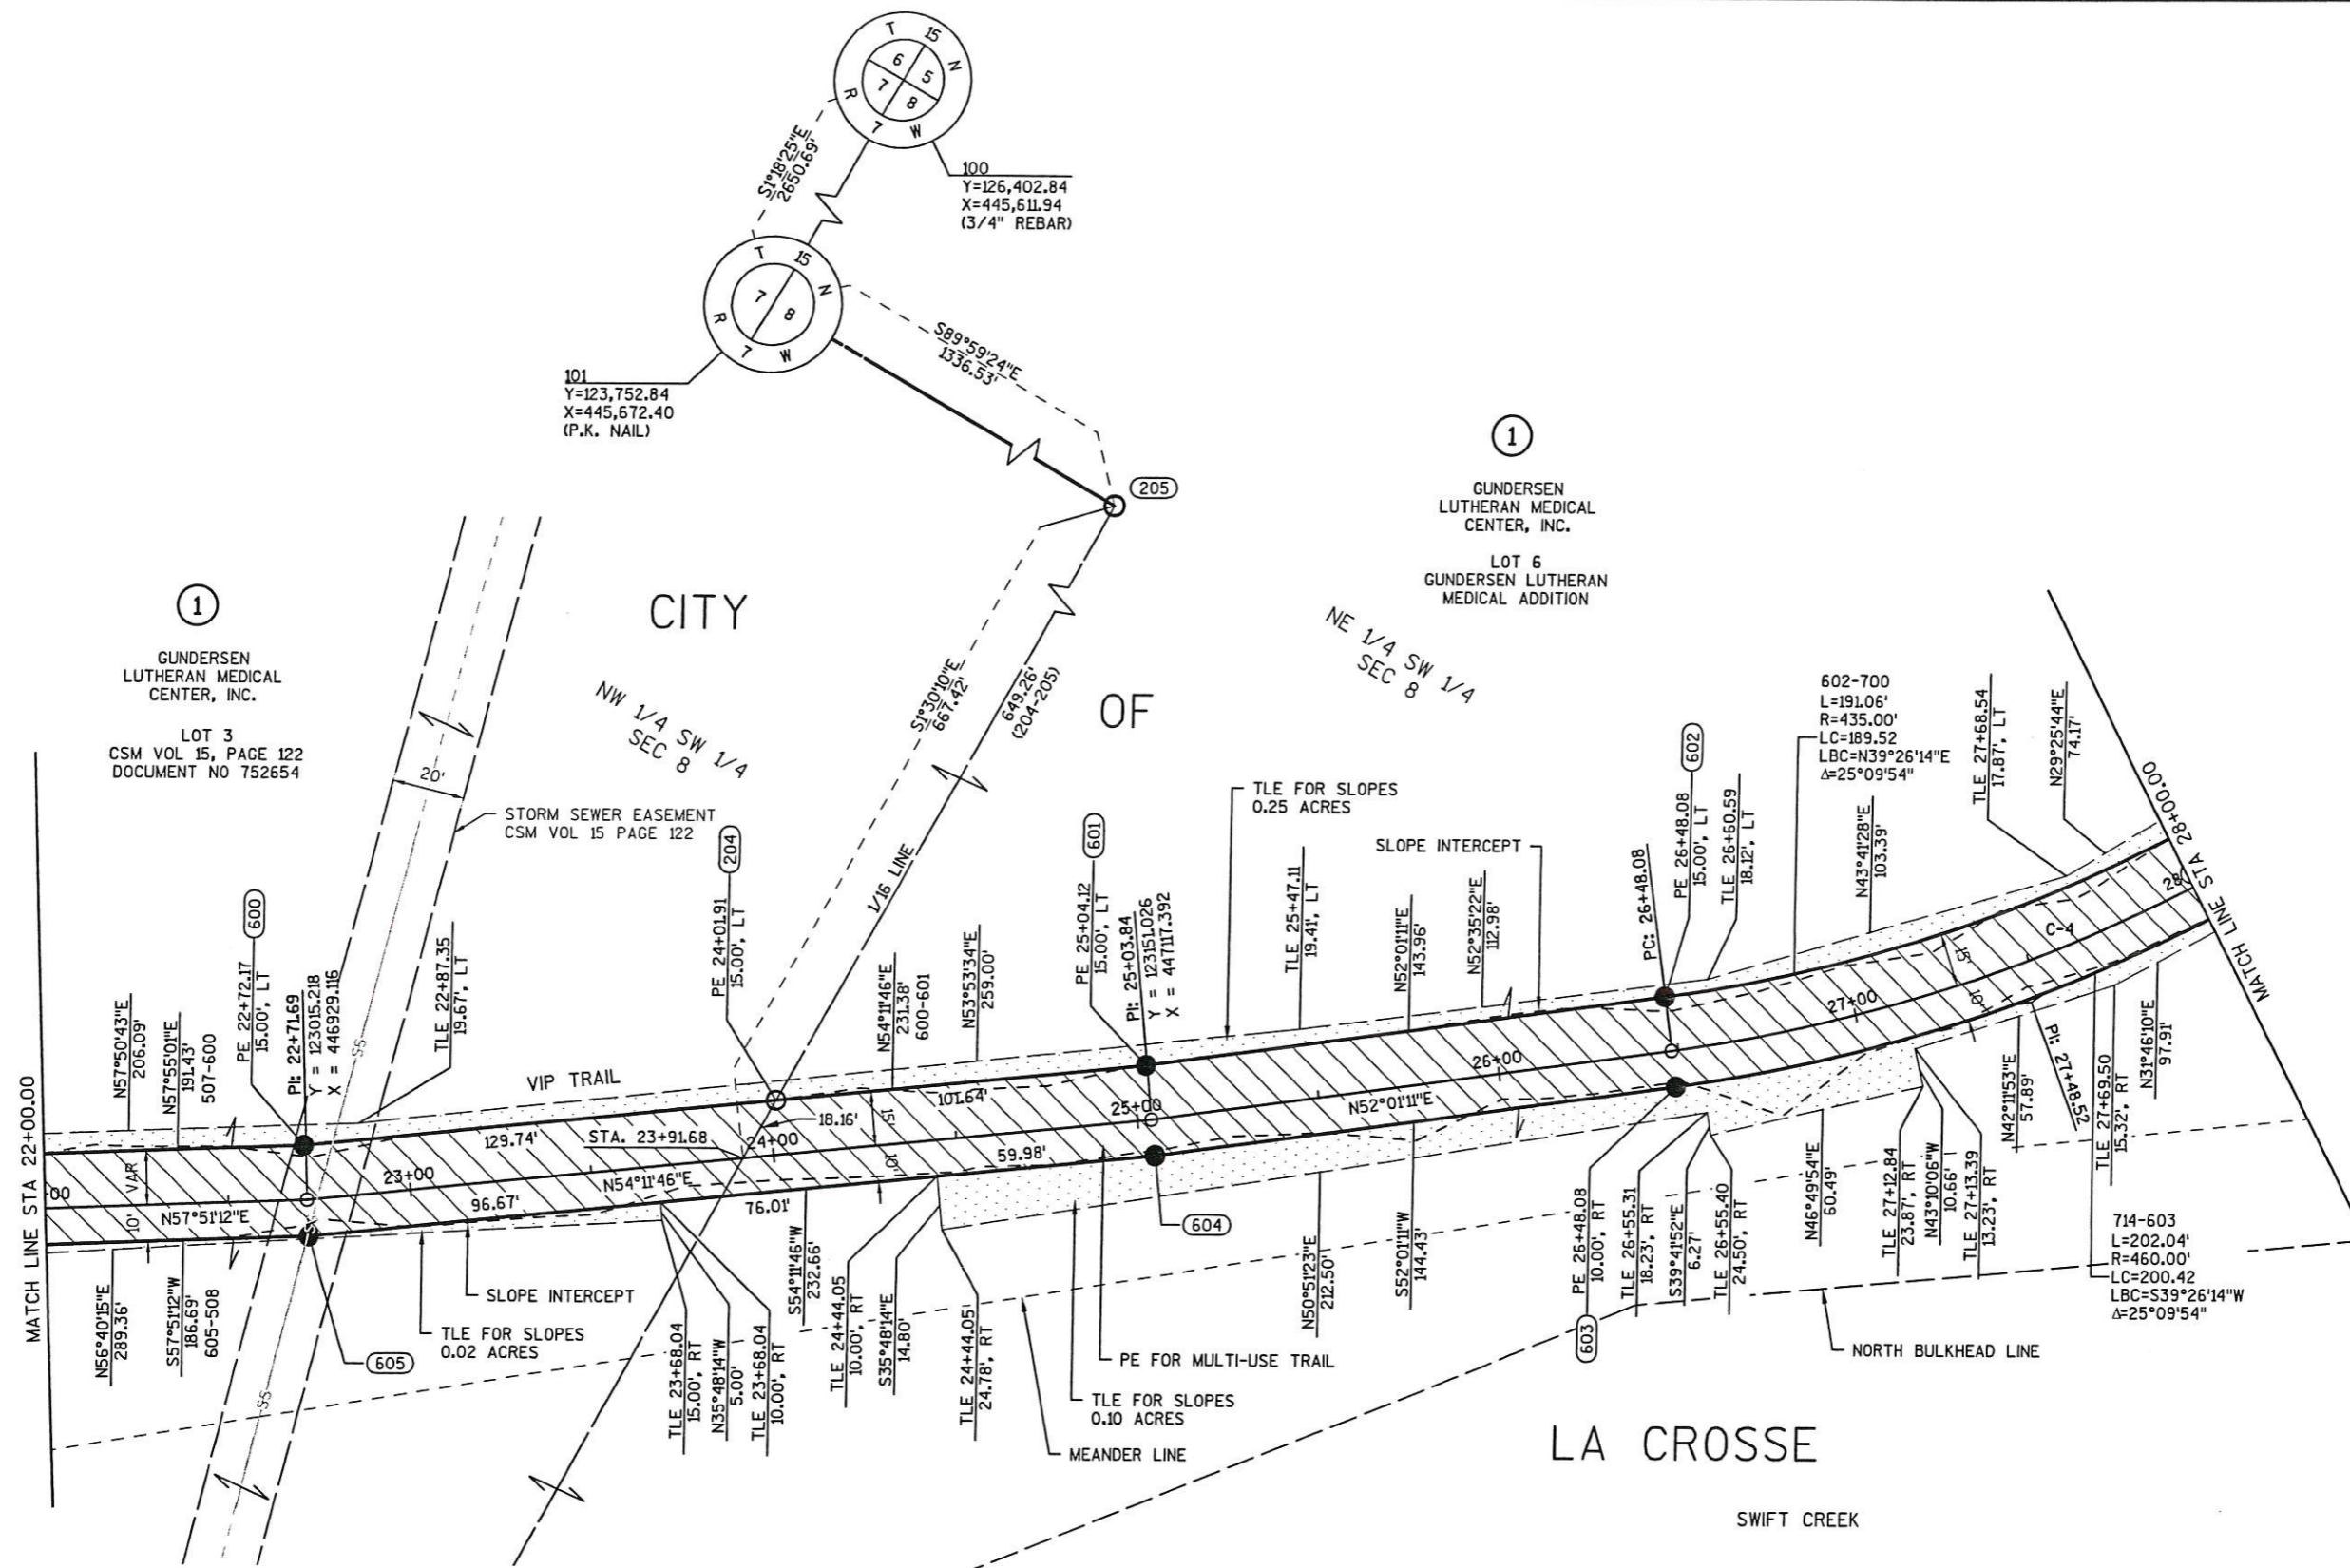 T 15 N
6 5
7 8
R 7 W
S1°18'25"E
2650.69'
100
Y=126,402.84
X=445,611.94
(3/4" REBAR)
T 15 N
7 8
R 7 W
101
Y=123,752.84
X=445,672.40
(P.K. NAIL)
S89°59'24"E
1336.53'
205
1
GUNDERSEN
LUTHERAN MEDICAL
CENTER, INC.
LOT 6
GUNDERSEN LUTHERAN
MEDICAL ADDITION
1
GUNDERSEN
LUTHERAN MEDICAL
CENTER, INC.
LOT 3
CSM VOL 15, PAGE 122
DOCUMENT NO 752654
CITY
OF
NW 1/4 SW 1/4
SEC 8
NE 1/4 SW 1/4
SEC 8
S1°30'10"E
667.42'
649.26'
(204-205)
1/16 LINE
20'
STORM SEWER EASEMENT
CSM VOL 15 PAGE 122
TLE FOR SLOPES
0.25 ACRES
SLOPE INTERCEPT
602-700
L=191.06'
R=435.00'
LC=189.52
LBC=N39°26'14"E
Δ=25°09'54"
MATCH LINE STA 22+00.00
N57°50'43"E
206.09'
N57°55'01"E
191.43'
507-600
600
PE 22+72.17
15.00', LT
PI: 22+71.69
Y = 123015.218
X = 446929.116
TLE 22+87.35
19.67', LT
VIP TRAIL
204
PE 24+01.91
15.00', LT
N54°11'46"E
231.38'
600-601
N53°53'34"E
259.00'
601
PE 25+04.12
15.00', LT
PI: 25+03.84
Y = 123151.026
X = 447117.392
TLE 25+47.11
19.41', LT
N52°01'11"E
143.96'
N52°35'22"E
112.98'
PC: 26+48.08
602
PE 26+48.08
15.00', LT
TLE 26+60.59
18.12', LT
N43°41'28"E
103.39'
TLE 27+68.54
17.87', LT
N29°25'44"E
74.17'
MATCH LINE STA 28+00.00
+00
VAR
10'
N57°51'12"E
SS
23+00
129.74'
96.67'
STA. 23+91.68
24+00
18.16'
N54°11'46"E
76.01'
15'
10'
101.64'
59.98'
25+00
N52°01'11"E
26+00
27+00
15'
10'
C-4
28
N56°40'15"E
289.36'
S57°51'12"W
186.69'
605-508
SS
605
SLOPE INTERCEPT
TLE FOR SLOPES
0.02 ACRES
TLE 23+68.04
15.00', RT
N35°48'14"W
5.00'
TLE 23+68.04
10.00', RT
S54°11'46"W
232.66'
TLE 24+44.05
10.00', RT
S35°48'14"E
14.80'
TLE 24+44.05
24.78', RT
604
PE FOR MULTI-USE TRAIL
TLE FOR SLOPES
0.10 ACRES
MEANDER LINE
N50°51'23"E
212.50'
S52°01'11"W
144.43'
PE 26+48.08
10.00', RT
603
TLE 26+55.31
18.23', RT
S39°41'52"E
6.27'
TLE 26+55.40
24.50', RT
N46°49'54"E
60.49'
TLE 27+12.84
23.87', RT
N43°10'06"W
10.66'
TLE 27+13.39
13.23', RT
N42°11'53"E
57.89'
PI: 27+48.52
TLE 27+69.50
15.32', RT
N31°46'10"E
97.91'
714-603
L=202.04'
R=460.00'
LC=200.42
LBC=S39°26'14"W
Δ=25°09'54"
NORTH BULKHEAD LINE
LA CROSSE
SWIFT CREEK